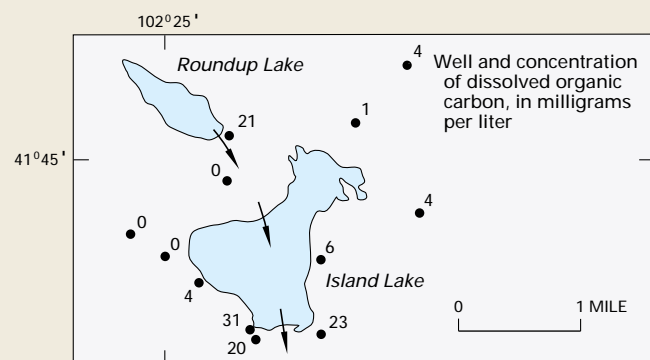 102°25'
Roundup Lake
4
Well and concentration
of dissolved organic
carbon, in milligrams
per liter
1
21
41°45'
0
4
0
0
6
Island Lake
4
0
1 MILE
31
23
20